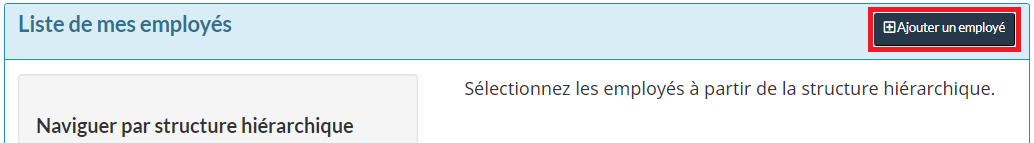 Liste de mes employés
Ajouter un employé
Sélectionnez les employés à partir de la structure hiérarchique.
Naviguer par structure hiérarchique